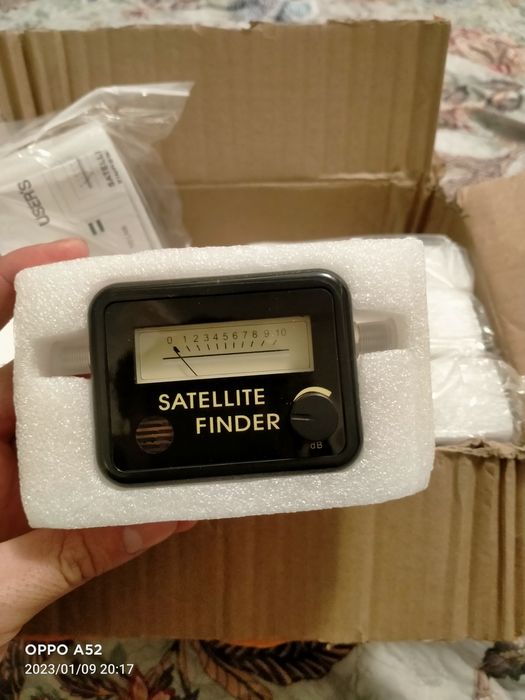 USERS
SATELLI
0 1 2 3 4 5 6 7 8 9 10
SATELLITE
FINDER
dB
OPPO A52
2023/01/09 20:17